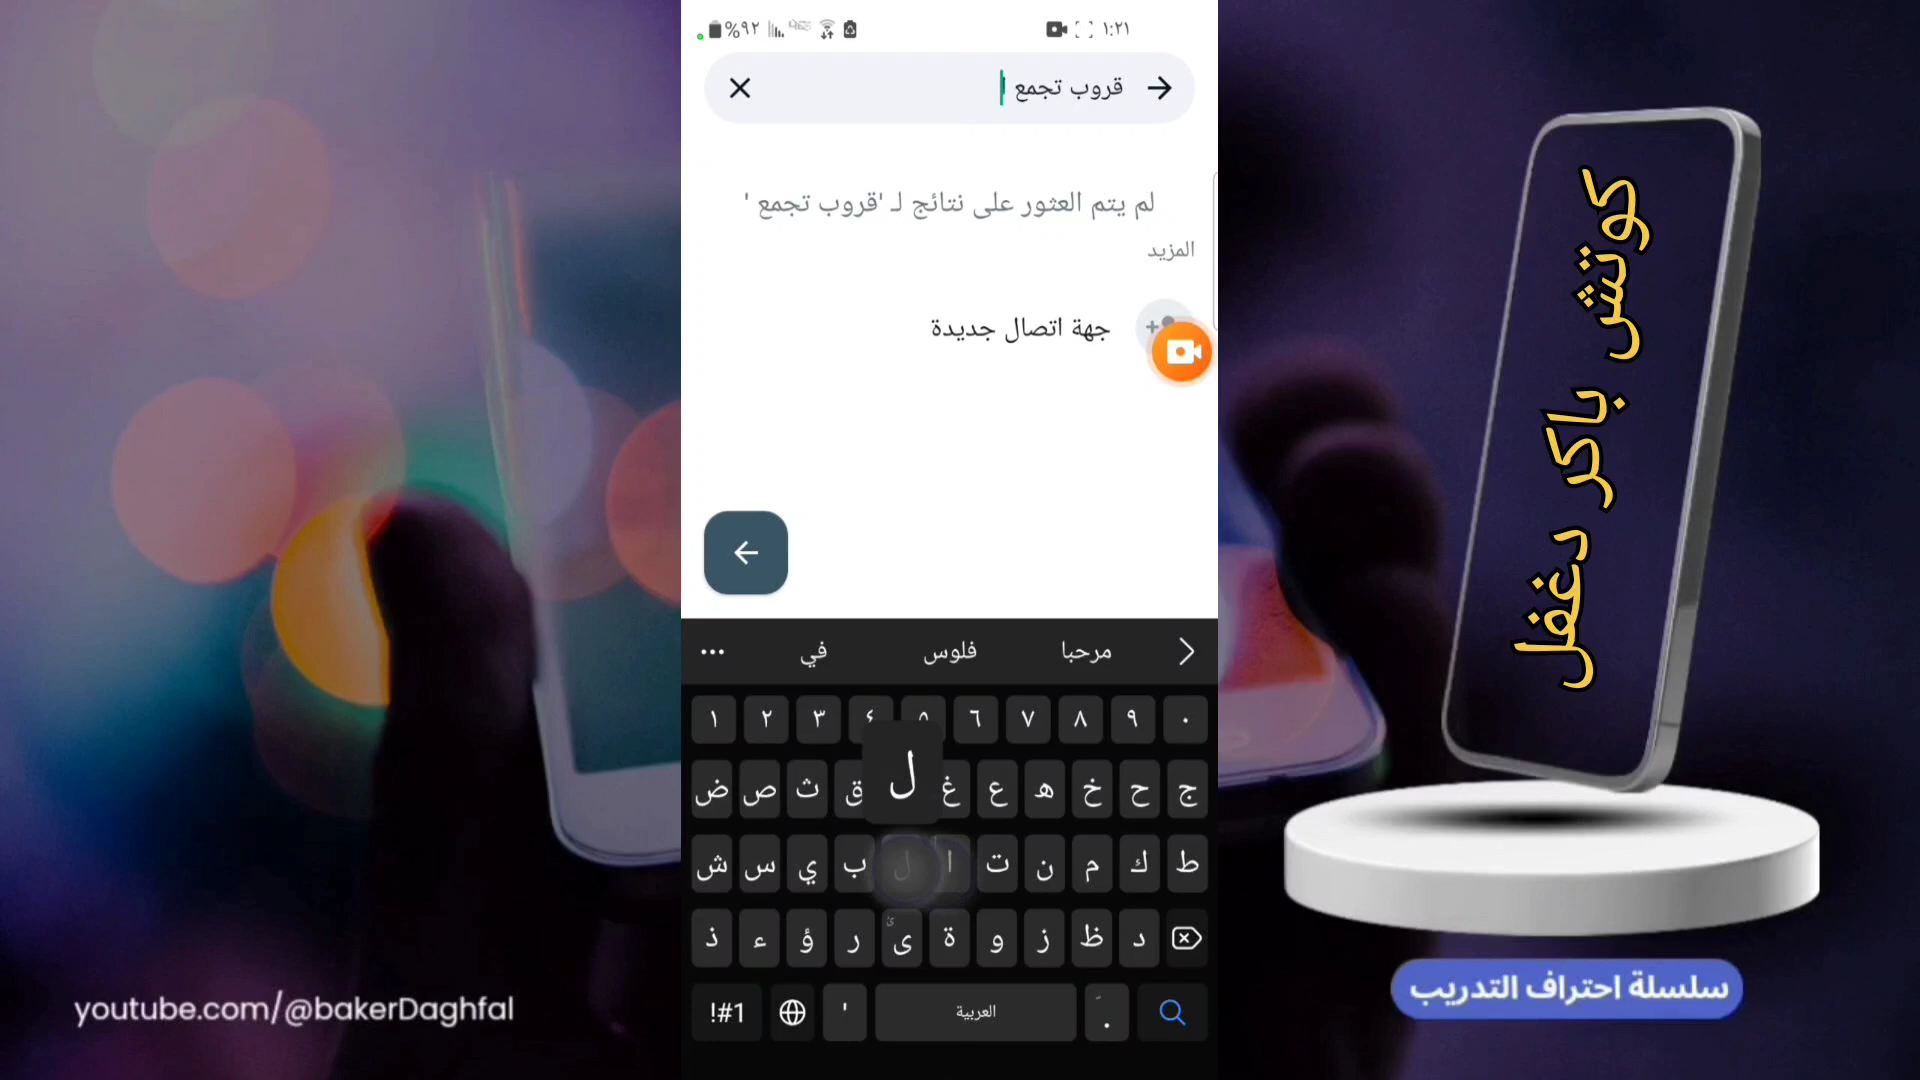 %٩٢
١:٢١
قروب تجمع ا
لم يتم العثور على نتائج لـ 'قروب تجمع '
المزيد
جهة اتصال جديدة
مرحبا
فلوس
في
١ ٢ ٣ ٤ ٥ ٦ ٧ ٨ ٩ ٠
ض ص ث ق ل غ ع ه خ ح ج
ش س ي ب ل ا ت ن م ك ط
ذ ء ؤ ر ى ة و ز ظ د
!#1
'
العربية
.
كوتش باكر دغفل
سلسلة احتراف التدريب
youtube.com/@bakerDaghfal